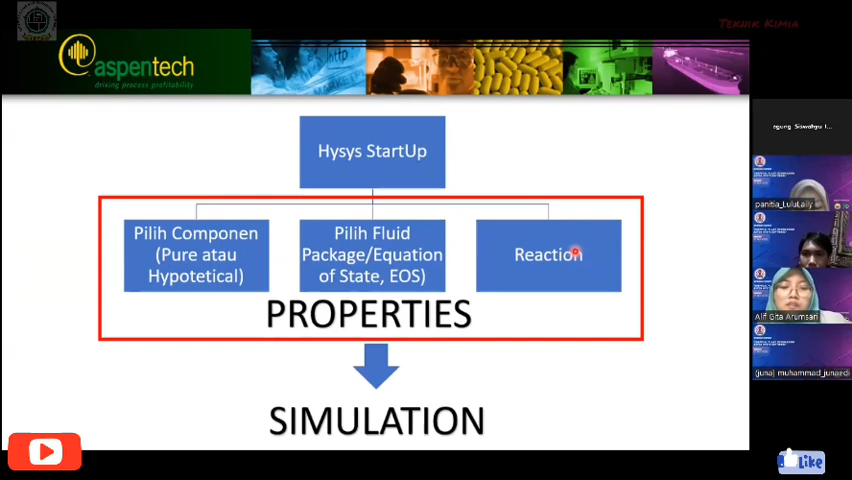 Teknik Kimia
aspentech
driving process profitability
http
Hysys StartUp
Pilih Componen
(Pure atau
Hypotetical)
Pilih Fluid
Package/Equation
of State, EOS)
Reaction
PROPERTIES
SIMULATION
panitia_LuluLaily
Alif Gita Arumsari
(juna) muhammad_junaedi
Like